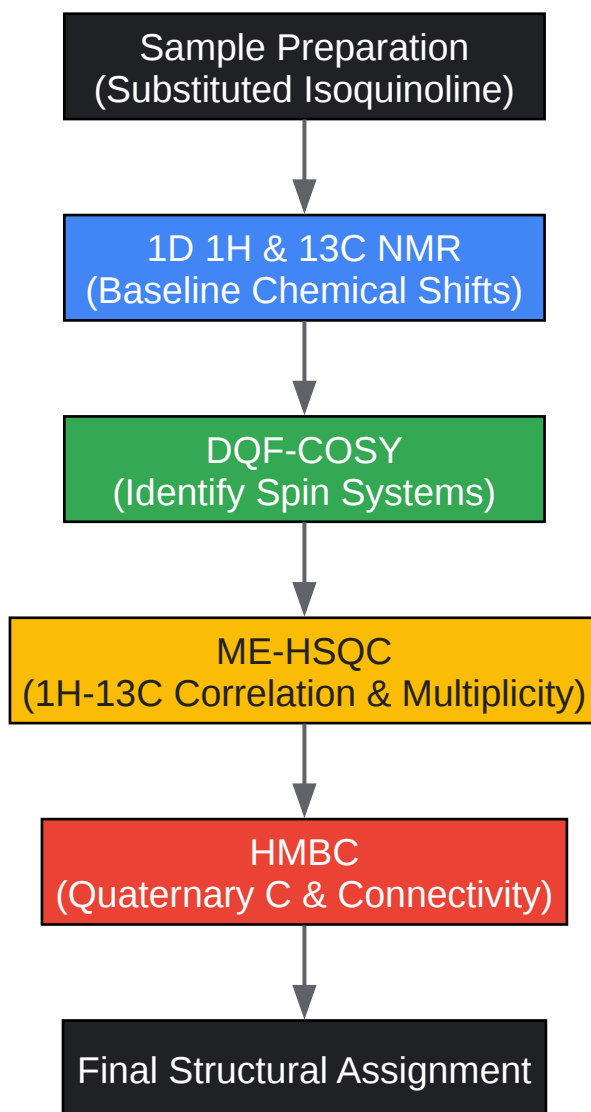 Sample Preparation
(Substituted Isoquinoline)
1D 1H & 13C NMR
(Baseline Chemical Shifts)
DQF-COSY
(Identify Spin Systems)
ME-HSQC
(1H-13C Correlation & Multiplicity)
HMBC
(Quaternary C & Connectivity)
Final Structural Assignment